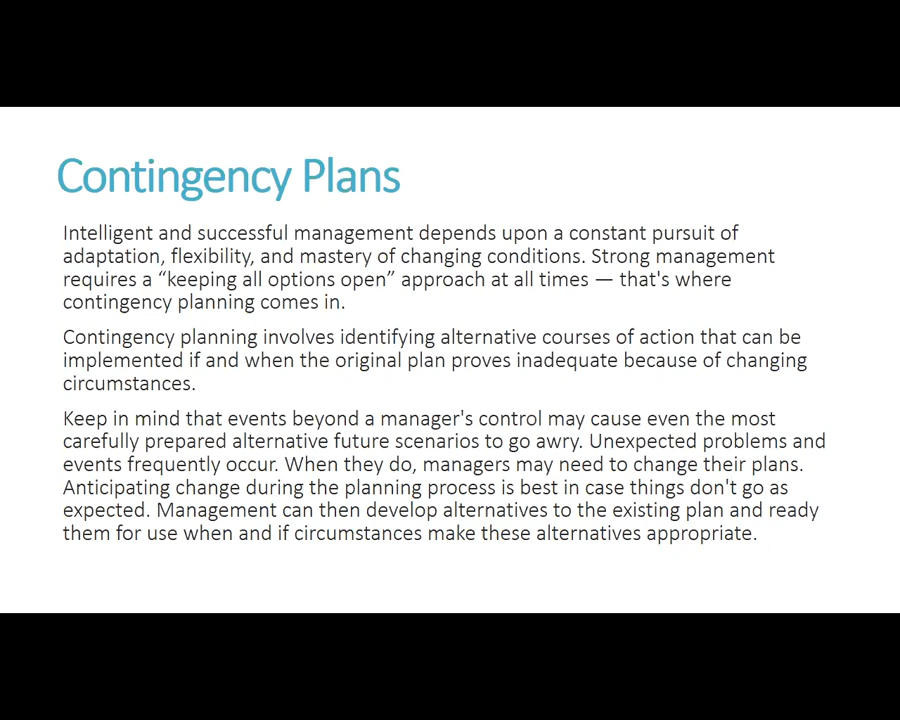 Contingency Plans
Intelligent and successful management depends upon a constant pursuit of
adaptation, flexibility, and mastery of changing conditions. Strong management
requires a “keeping all options open” approach at all times — that's where
contingency planning comes in.
Contingency planning involves identifying alternative courses of action that can be
implemented if and when the original plan proves inadequate because of changing
circumstances.
Keep in mind that events beyond a manager's control may cause even the most
carefully prepared alternative future scenarios to go awry. Unexpected problems and
events frequently occur. When they do, managers may need to change their plans.
Anticipating change during the planning process is best in case things don't go as
expected. Management can then develop alternatives to the existing plan and ready
them for use when and if circumstances make these alternatives appropriate.